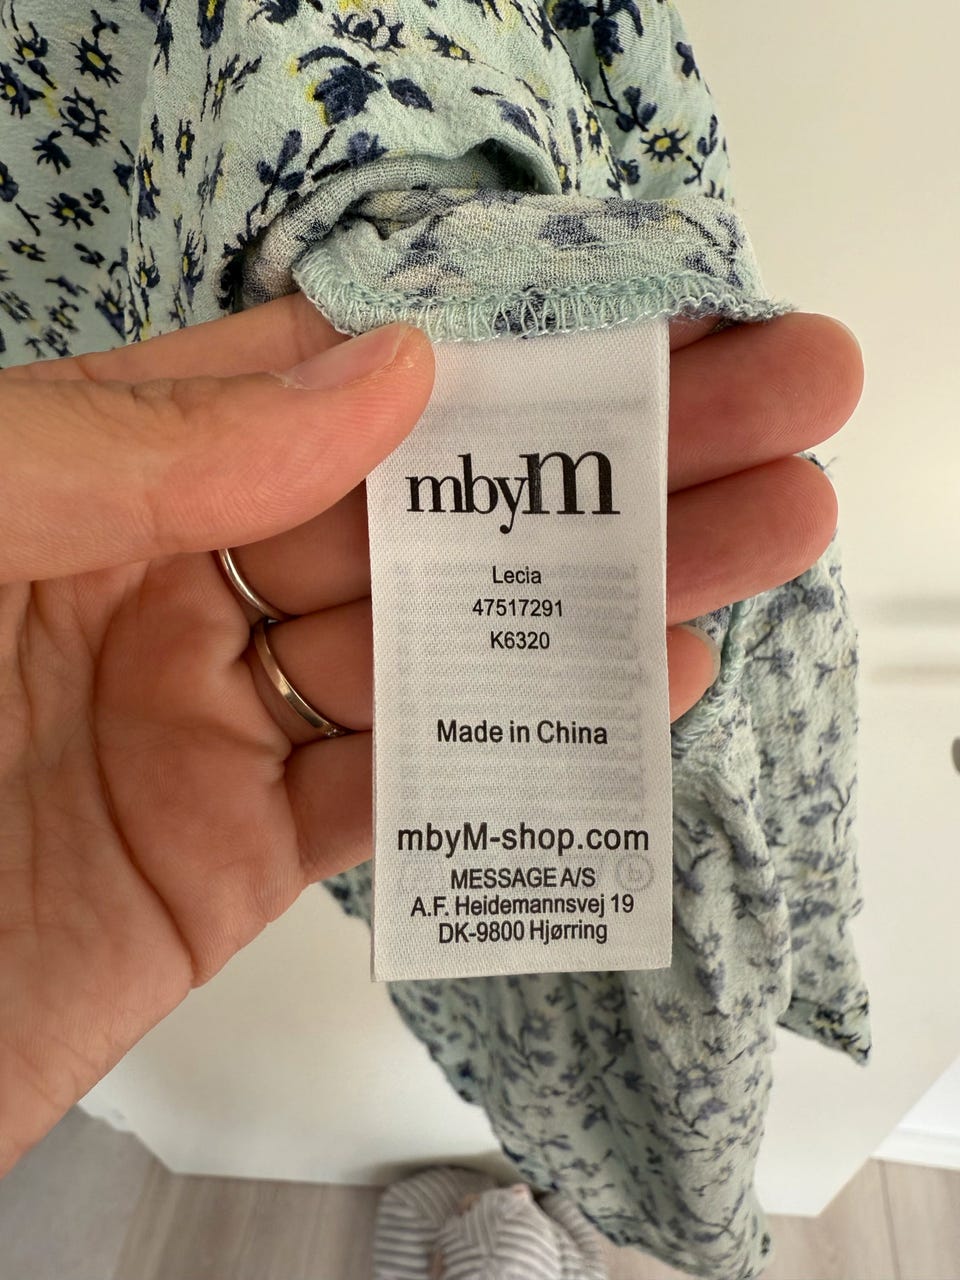 mbyM
Lecia
47517291
K6320
Made in China
mbyM-shop.com
MESSAGE A/S
A.F. Heidemannsvej 19
DK-9800 Hjørring